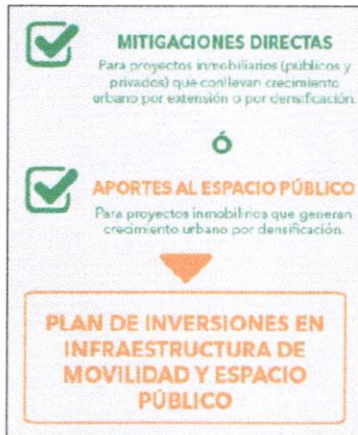 MITIGACIONES DIRECTAS
Para proyectos inmobiliarios (públicos y
privados) que conllevan crecimiento
urbano por extensión o por densificación.
Ó
APORTES AL ESPACIO PÚBLICO
Para proyectos inmobilirios que generan
crecimiento urbano por densificación.
PLAN DE INVERSIONES EN
INFRAESTRUCTURA DE
MOVILIDAD Y ESPACIO
PÚBLICO